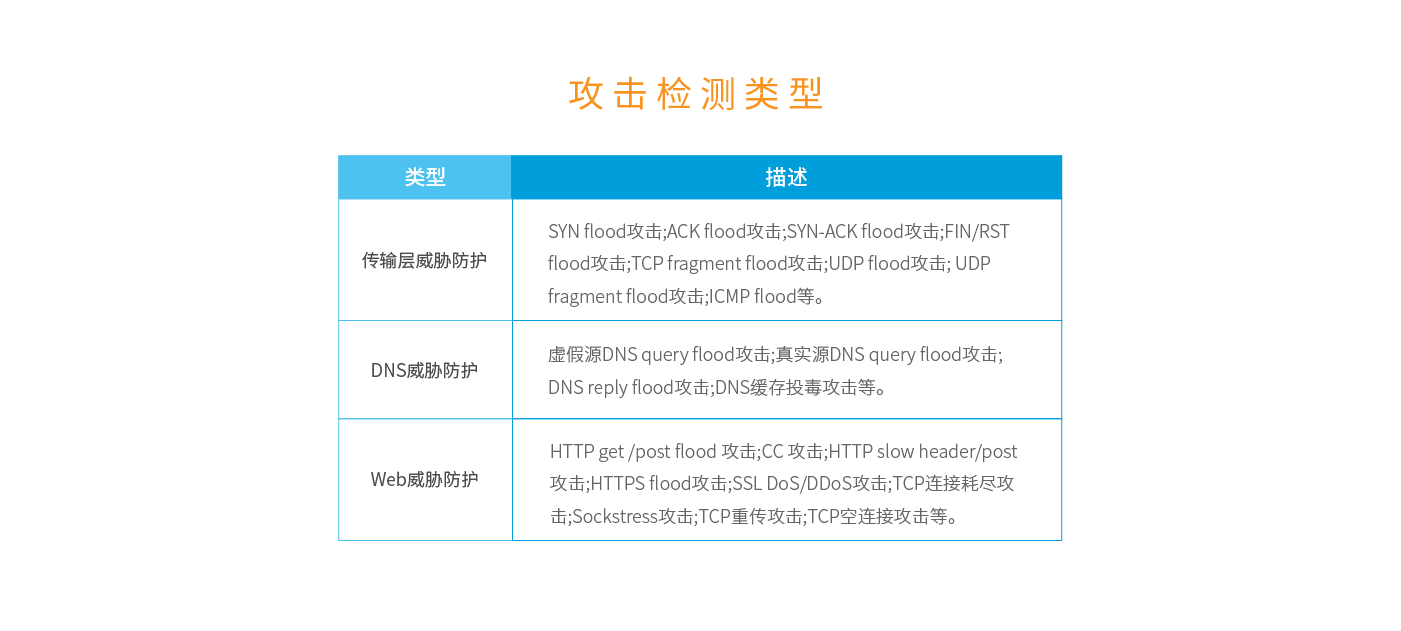 攻击检测类型
类型
描述
传输层威胁防护
SYN flood攻击;ACK flood攻击;SYN-ACK flood攻击;FIN/RST
flood攻击;TCP fragment flood攻击;UDP flood攻击; UDP
fragment flood攻击;ICMP flood等。
DNS威胁防护
虚假源DNS query flood攻击;真实源DNS query flood攻击;
DNS reply flood攻击;DNS缓存投毒攻击等。
Web威胁防护
HTTP get /post flood 攻击;CC 攻击;HTTP slow header/post
攻击;HTTPS flood攻击;SSL DoS/DDoS攻击;TCP连接耗尽攻
击;Sockstress攻击;TCP重传攻击;TCP空连接攻击等。